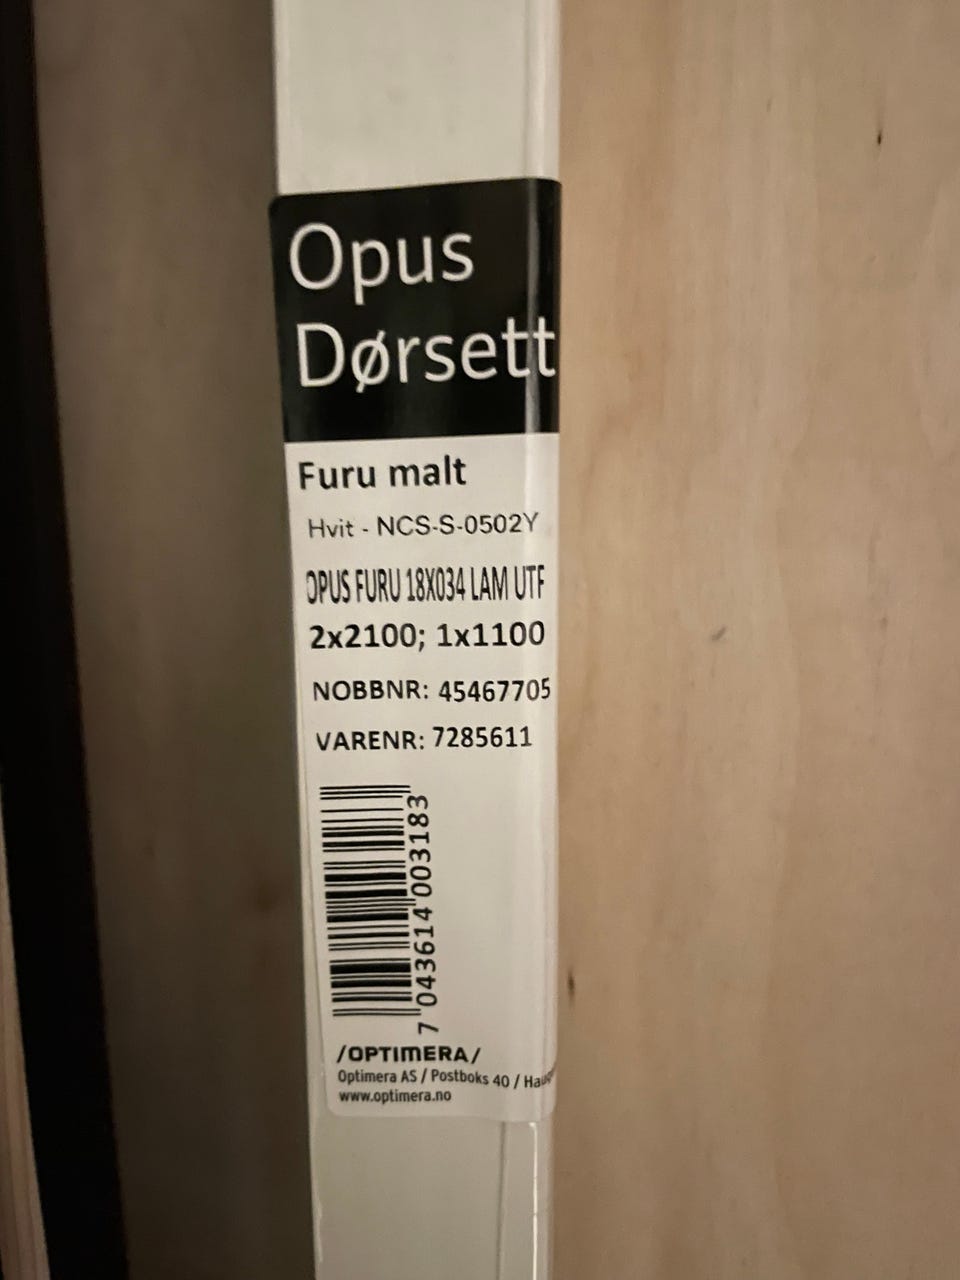 Opus
Dørsett
Furu malt
Hvit - NCS-S-0502Y
OPUS FURU 18X034 LAM UTF
2x2100; 1x1100
NOBBNR: 45467705
VARENR: 7285611
7 043614 003183
/OPTIMERA/
Optimera AS / Postboks 40 /
www.optimera.no